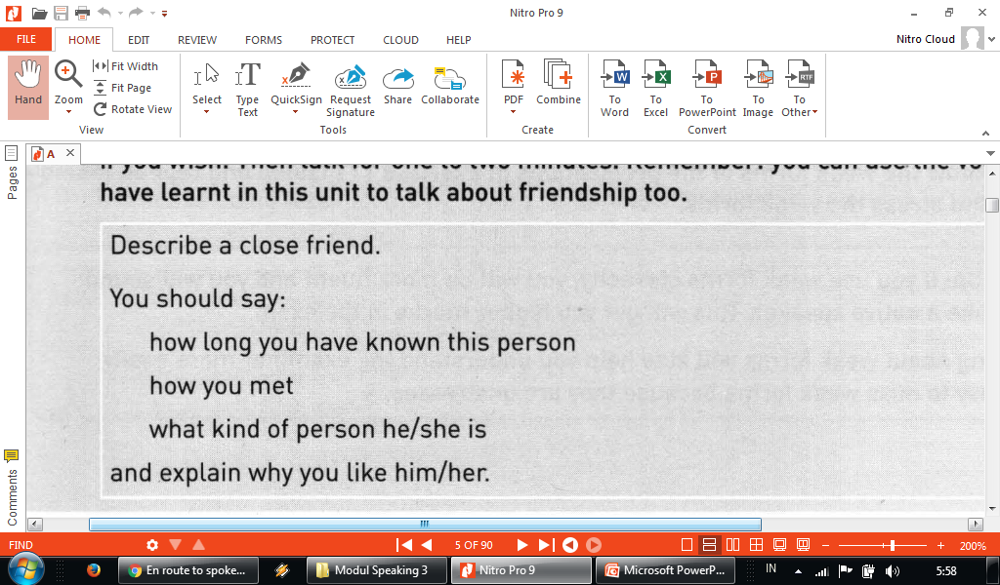 Nitro Pro 9
FILE HOME EDIT REVIEW FORMS PROTECT CLOUD HELP Nitro Cloud
Hand Zoom Fit Width
Fit Page
Rotate View
Select Type Text QuickSign Request Signature Share Collaborate
PDF Combine
To Word To Excel To PowerPoint To Image To Other
View Tools Create Convert
A
Pages
if you wish. Then talk for one to two minutes. Remember: you can use the
have learnt in this unit to talk about friendship too.
Describe a close friend.
You should say:
how long you have known this person
how you met
what kind of person he/she is
and explain why you like him/her.
Comments
FIND 5 OF 90 200%
En route to spoke... Modul Speaking 3 Nitro Pro 9 Microsoft PowerP... IN 5:58